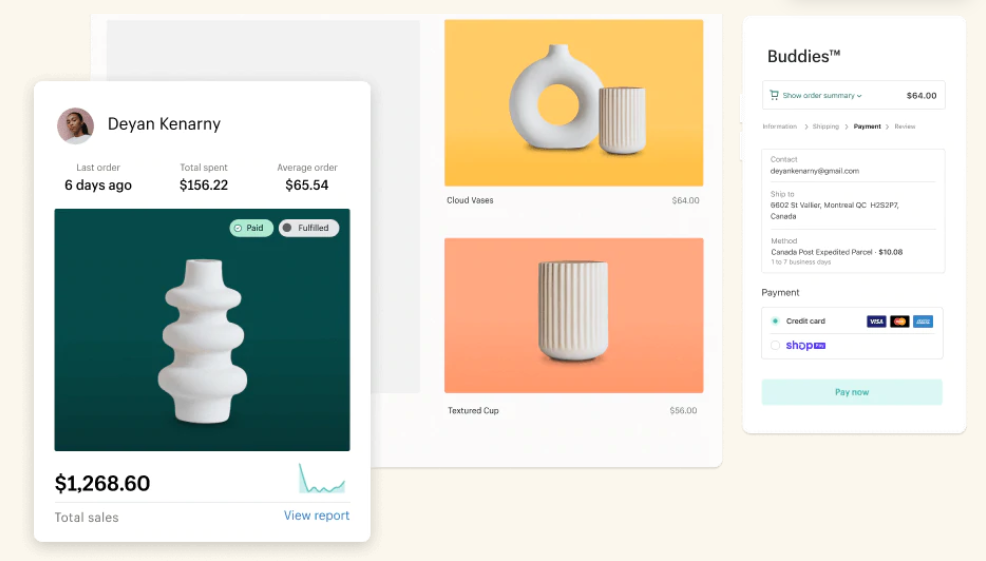 Deyan Kenarny
Last order
6 days ago
Total spent
$156.22
Average order
$65.54
Paid
Fulfilled
$1,268.60
Total sales
View report
Cloud Vases
$64.00
Textured Cup
$56.00
Buddies™
Show order summary
$64.00
Information > Shipping > Payment > Review
Contact
deyankenarny@gmail.com
Ship to
6602 St Vallier, Montreal QC H2S2P7,
Canada
Method
Canada Post Expedited Parcel · $10.08
1 to 7 business days
Payment
Credit card
VISA
shop Pay
Pay now